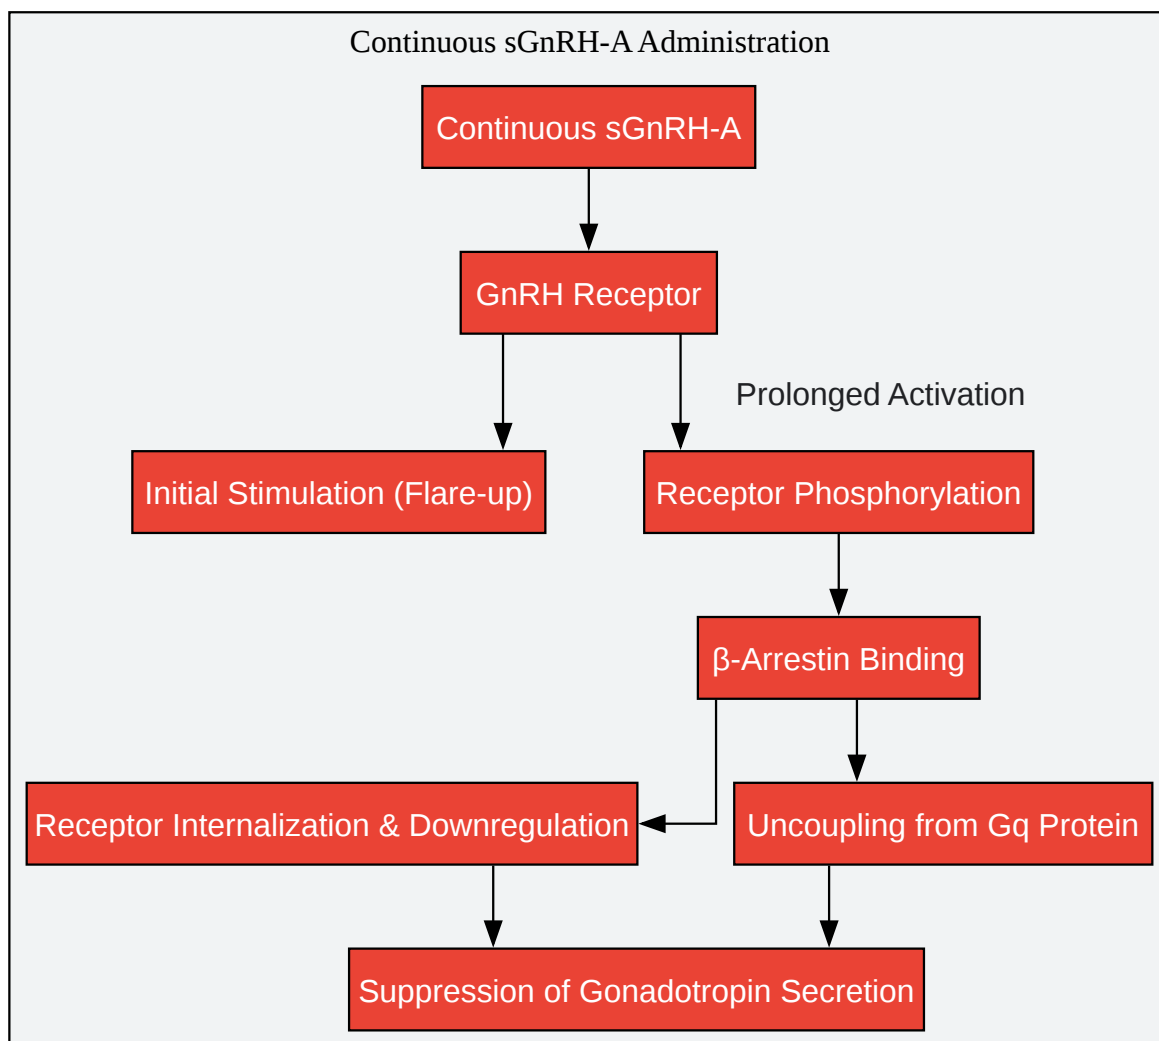 Continuous sGnRH-A Administration
Continuous sGnRH-A
GnRH Receptor
Prolonged Activation
Initial Stimulation (Flare-up)
Receptor Phosphorylation
β-Arrestin Binding
Receptor Internalization & Downregulation
Uncoupling from Gq Protein
Suppression of Gonadotropin Secretion